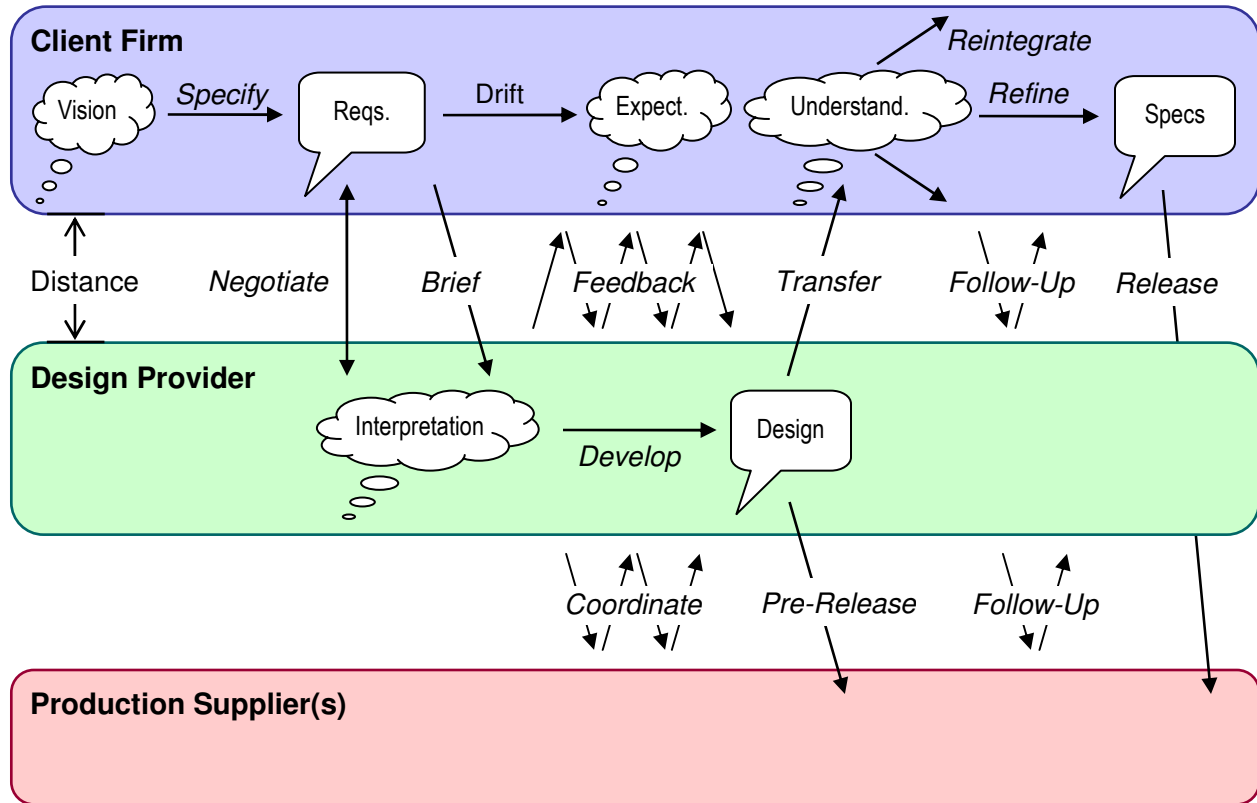 Client Firm
Reintegrate
Vision
Specify
Reqs.
Drift
Expect.
Understand.
Refine
Specs
Distance
Negotiate
Brief
Feedback
Transfer
Follow-Up
Release
Design Provider
Interpretation
Develop
Design
Coordinate
Pre-Release
Follow-Up
Production Supplier(s)